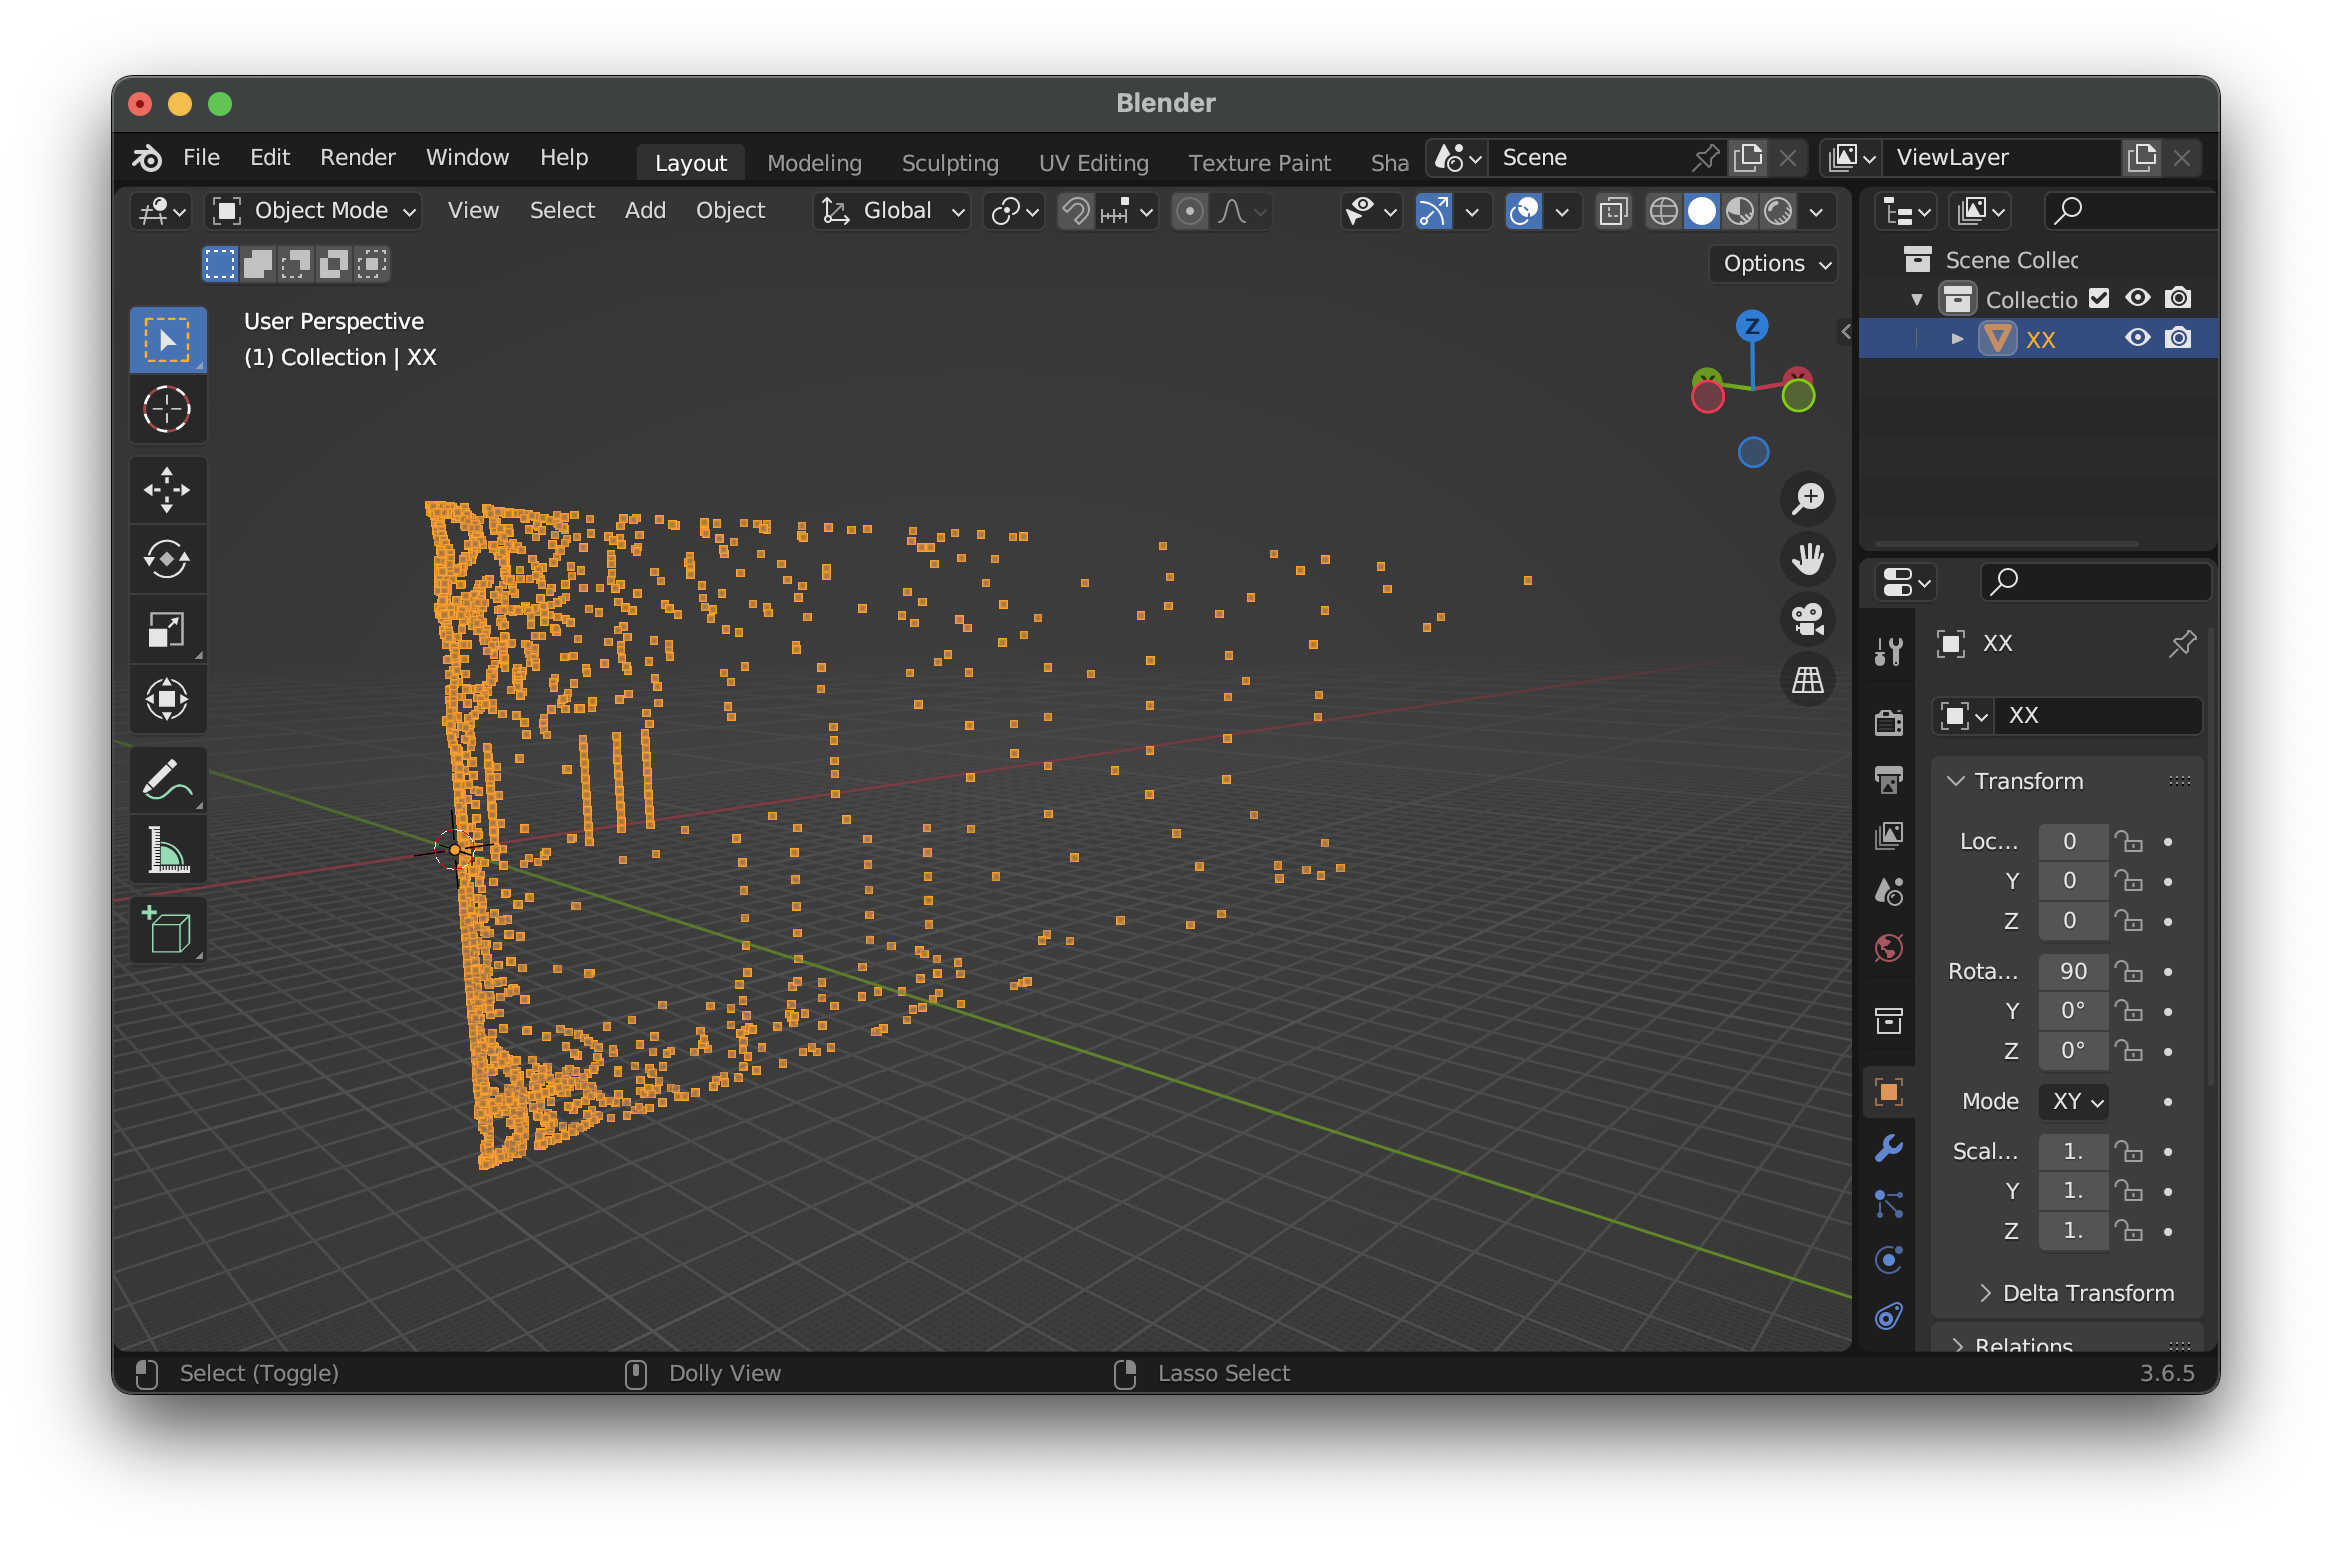 Blender
File Edit Render Window Help Layout Modeling Sculpting UV Editing Texture Paint Sha Scene ViewLayer
Object Mode View Select Add Object Global
Options
User Perspective
(1) Collection | XX
Z
Y X
Scene Collec
Collectio
XX
XX
XX
Transform
Loc... 0
Y 0
Z 0
Rota... 90
Y 0°
Z 0°
Mode XY
Scal... 1.
Y 1.
Z 1.
Delta Transform
Relations
Select (Toggle) Dolly View Lasso Select 3.6.5